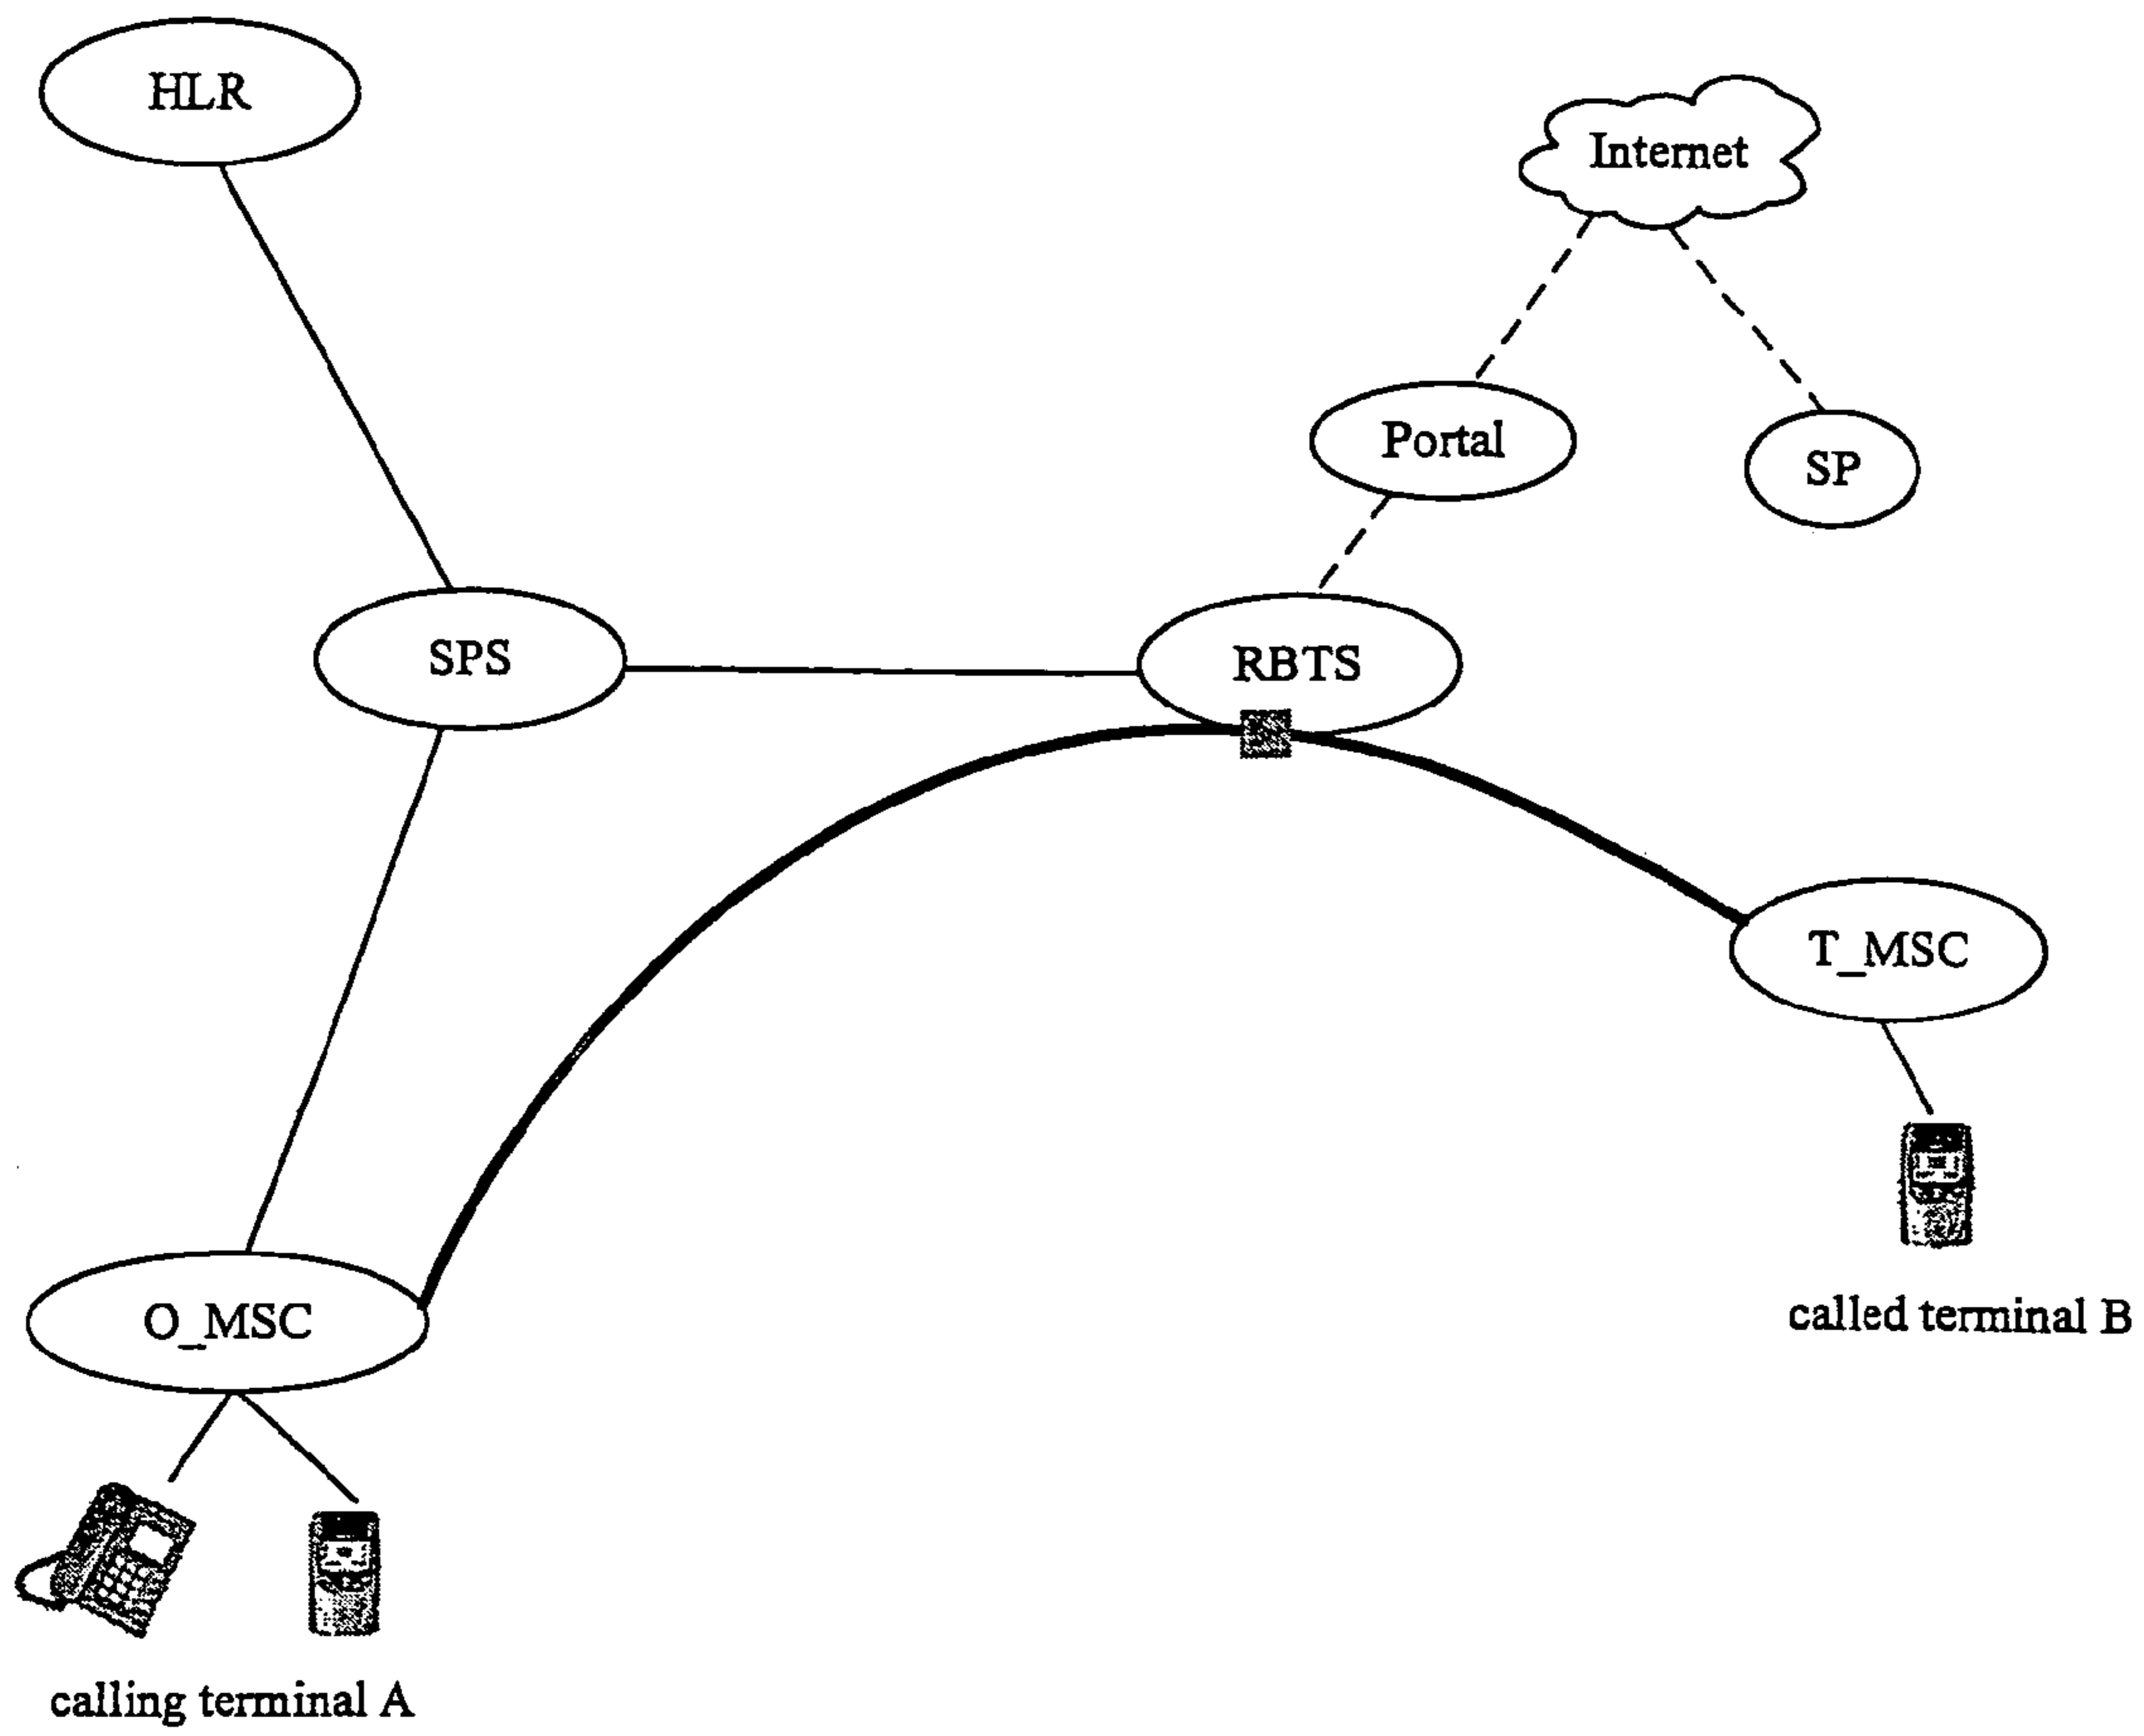 HLR
Internet
Portal
SP
SPS
RBTS
T_MSC
called terminal B
O_MSC
calling terminal A